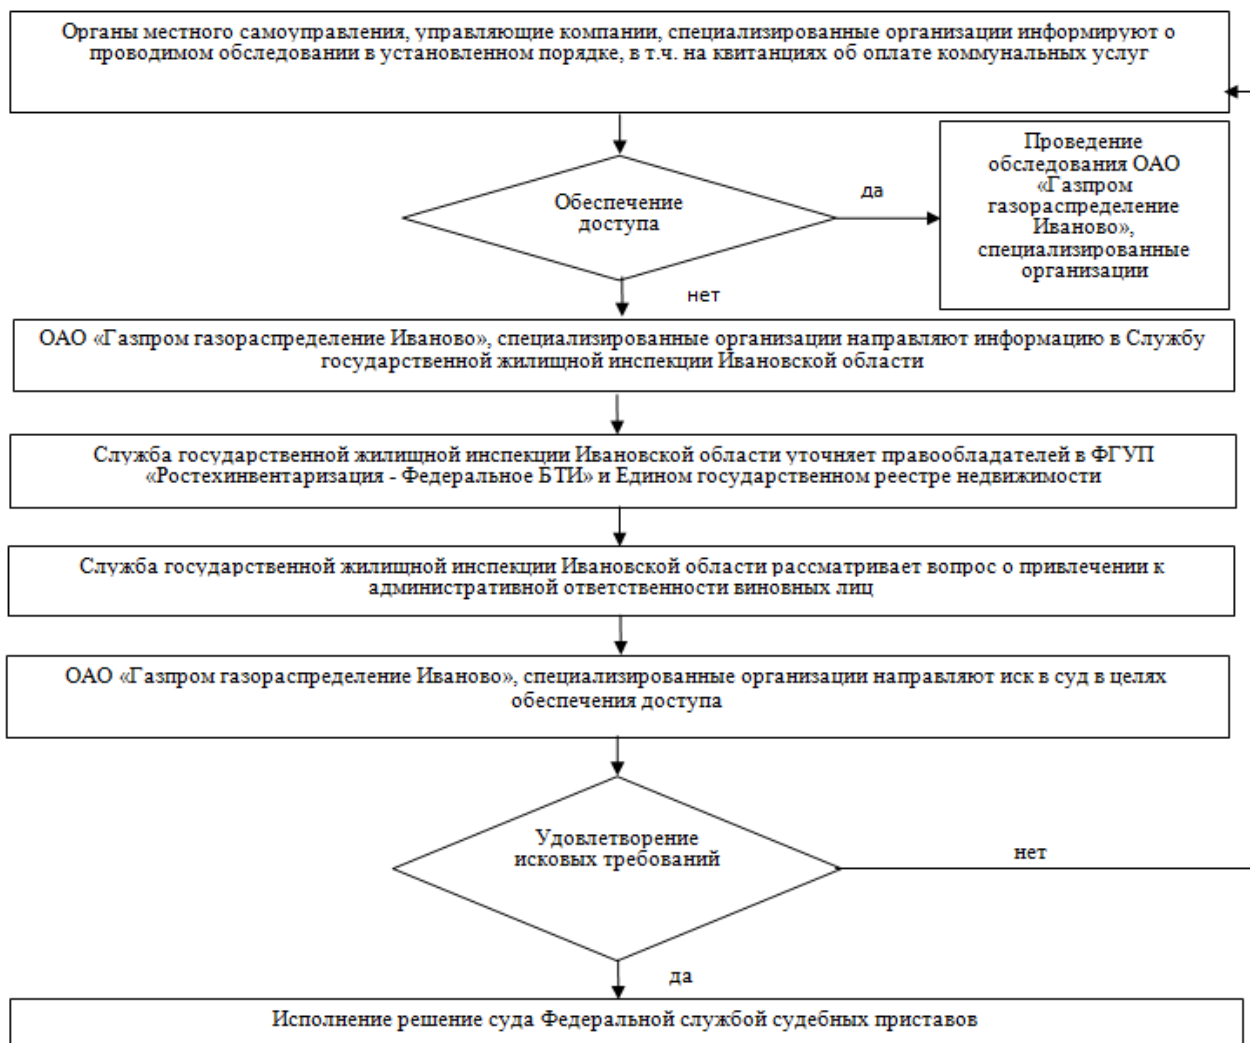 Органы местного самоуправления, управляющие компании, специализированные организации информируют о
проводимом обследовании в установленном порядке, в т.ч. на квитанциях об оплате коммунальных услуг
Обеспечение
доступа
да
Проведение
обследования ОАО
«Газпром
газораспределение
Иваново»,
специализированные
организации
нет
ОАО «Газпром газораспределение Иваново», специализированные организации направляют информацию в Службу
государственной жилищной инспекции Ивановской области
Служба государственной жилищной инспекции Ивановской области уточняет правообладателей в ФГУП
«Ростехинвентаризация - Федеральное БТИ» и Едином государственном реестре недвижимости
Служба государственной жилищной инспекции Ивановской области рассматривает вопрос о привлечении к
административной ответственности виновных лиц
ОАО «Газпром газораспределение Иваново», специализированные организации направляют иск в суд в целях
обеспечения доступа
Удовлетворение
исковых требований
нет
да
Исполнение решение суда Федеральной службой судебных приставов